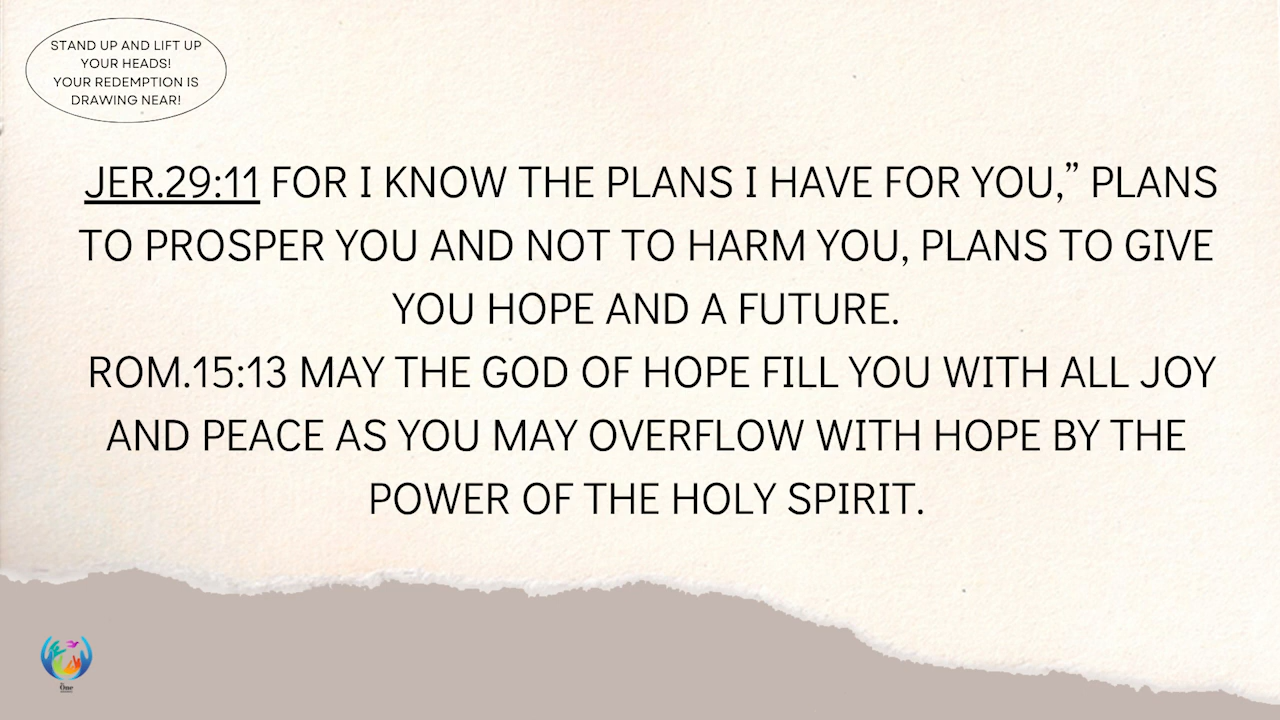 STAND UP AND LIFT UP
YOUR HEADS!
YOUR REDEMPTION IS
DRAWING NEAR!
JER.29:11 FOR I KNOW THE PLANS I HAVE FOR YOU,” PLANS
TO PROSPER YOU AND NOT TO HARM YOU, PLANS TO GIVE
YOU HOPE AND A FUTURE.
ROM.15:13 MAY THE GOD OF HOPE FILL YOU WITH ALL JOY
AND PEACE AS YOU MAY OVERFLOW WITH HOPE BY THE
POWER OF THE HOLY SPIRIT.
One